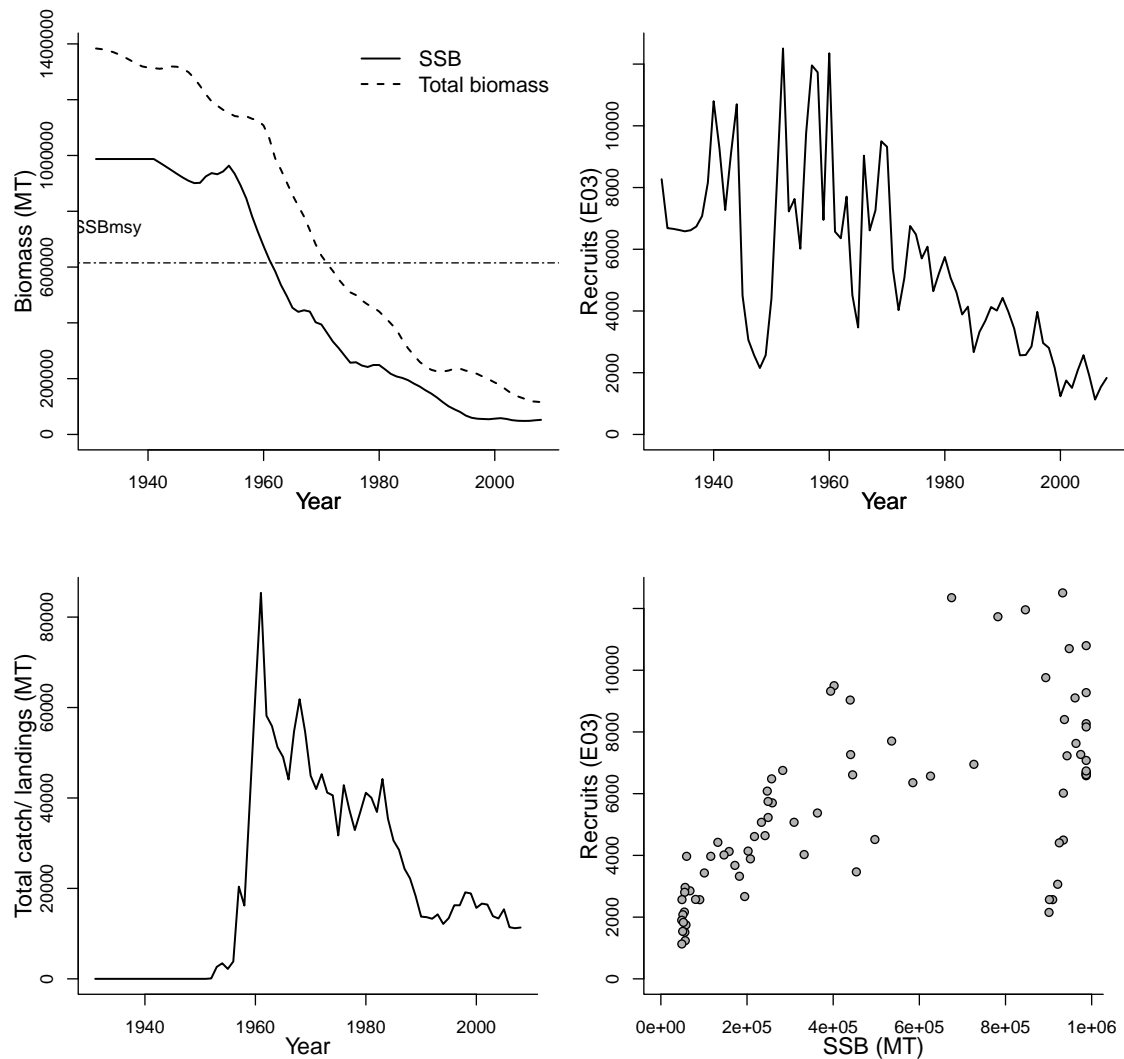 SSB
Total biomass
SSBmsy
Biomass (MT)
0
200000
600000
1000000
1400000
1940
1960
1980
2000
Year
Recruits (E03)
0
2000
4000
6000
8000
10000
1940
1960
1980
2000
Year
Total catch/ landings (MT)
0
20000
40000
60000
80000
1940
1960
1980
2000
Year
Recruits (E03)
0
2000
4000
6000
8000
10000
0e+00
2e+05
4e+05
6e+05
8e+05
1e+06
SSB (MT)